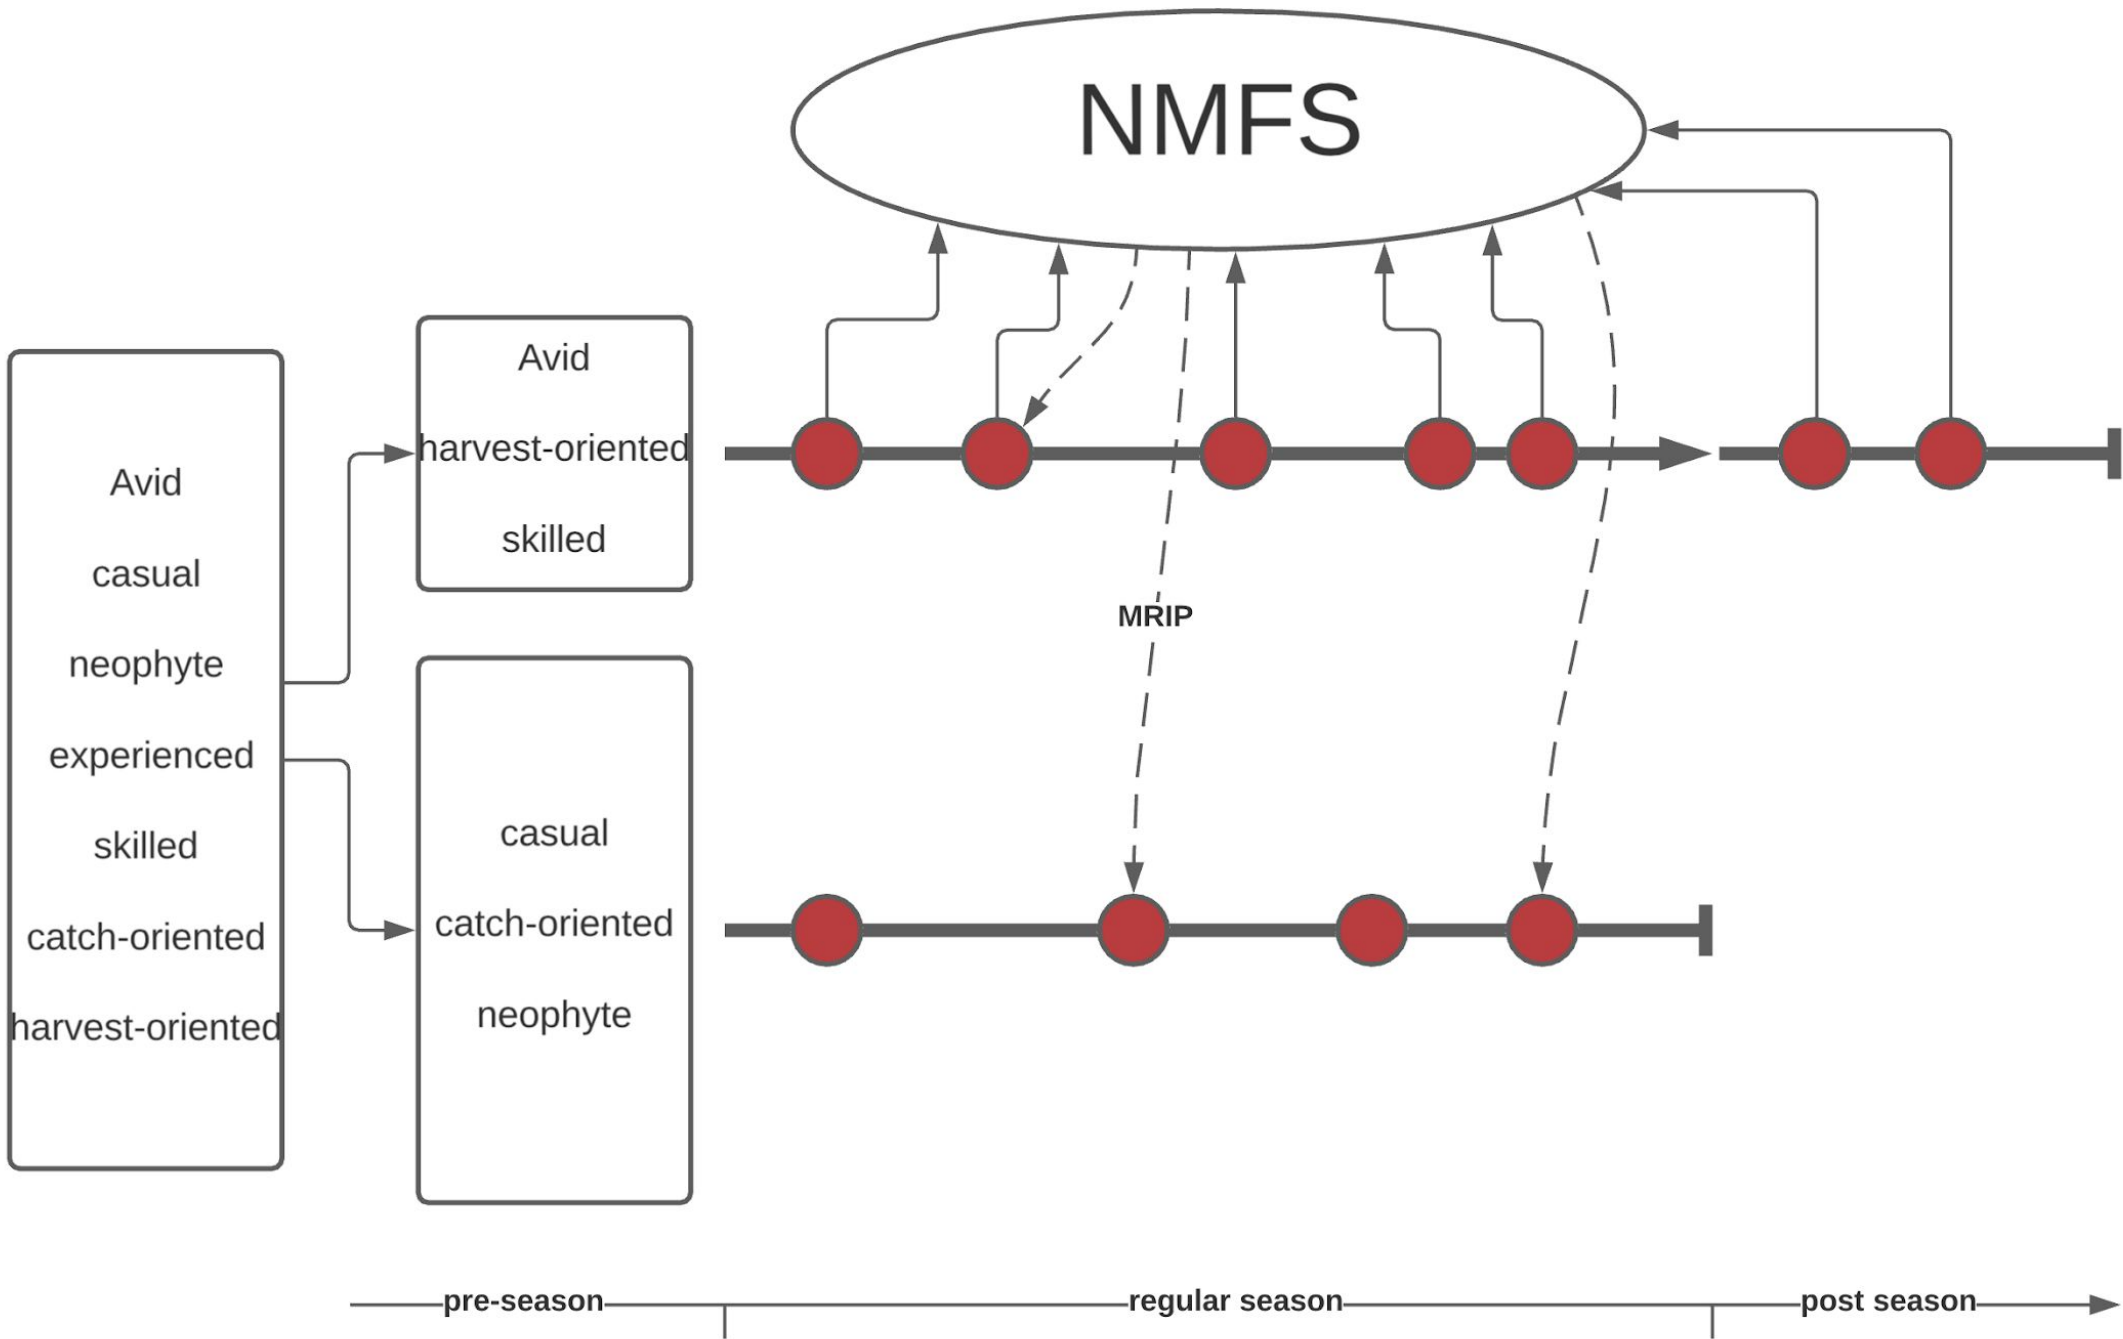 NMFS
Avid
casual
neophyte
experienced
skilled
catch-oriented
harvest-oriented
Avid
harvest-oriented
skilled
casual
catch-oriented
neophyte
MRIP
pre-season
regular season
post season